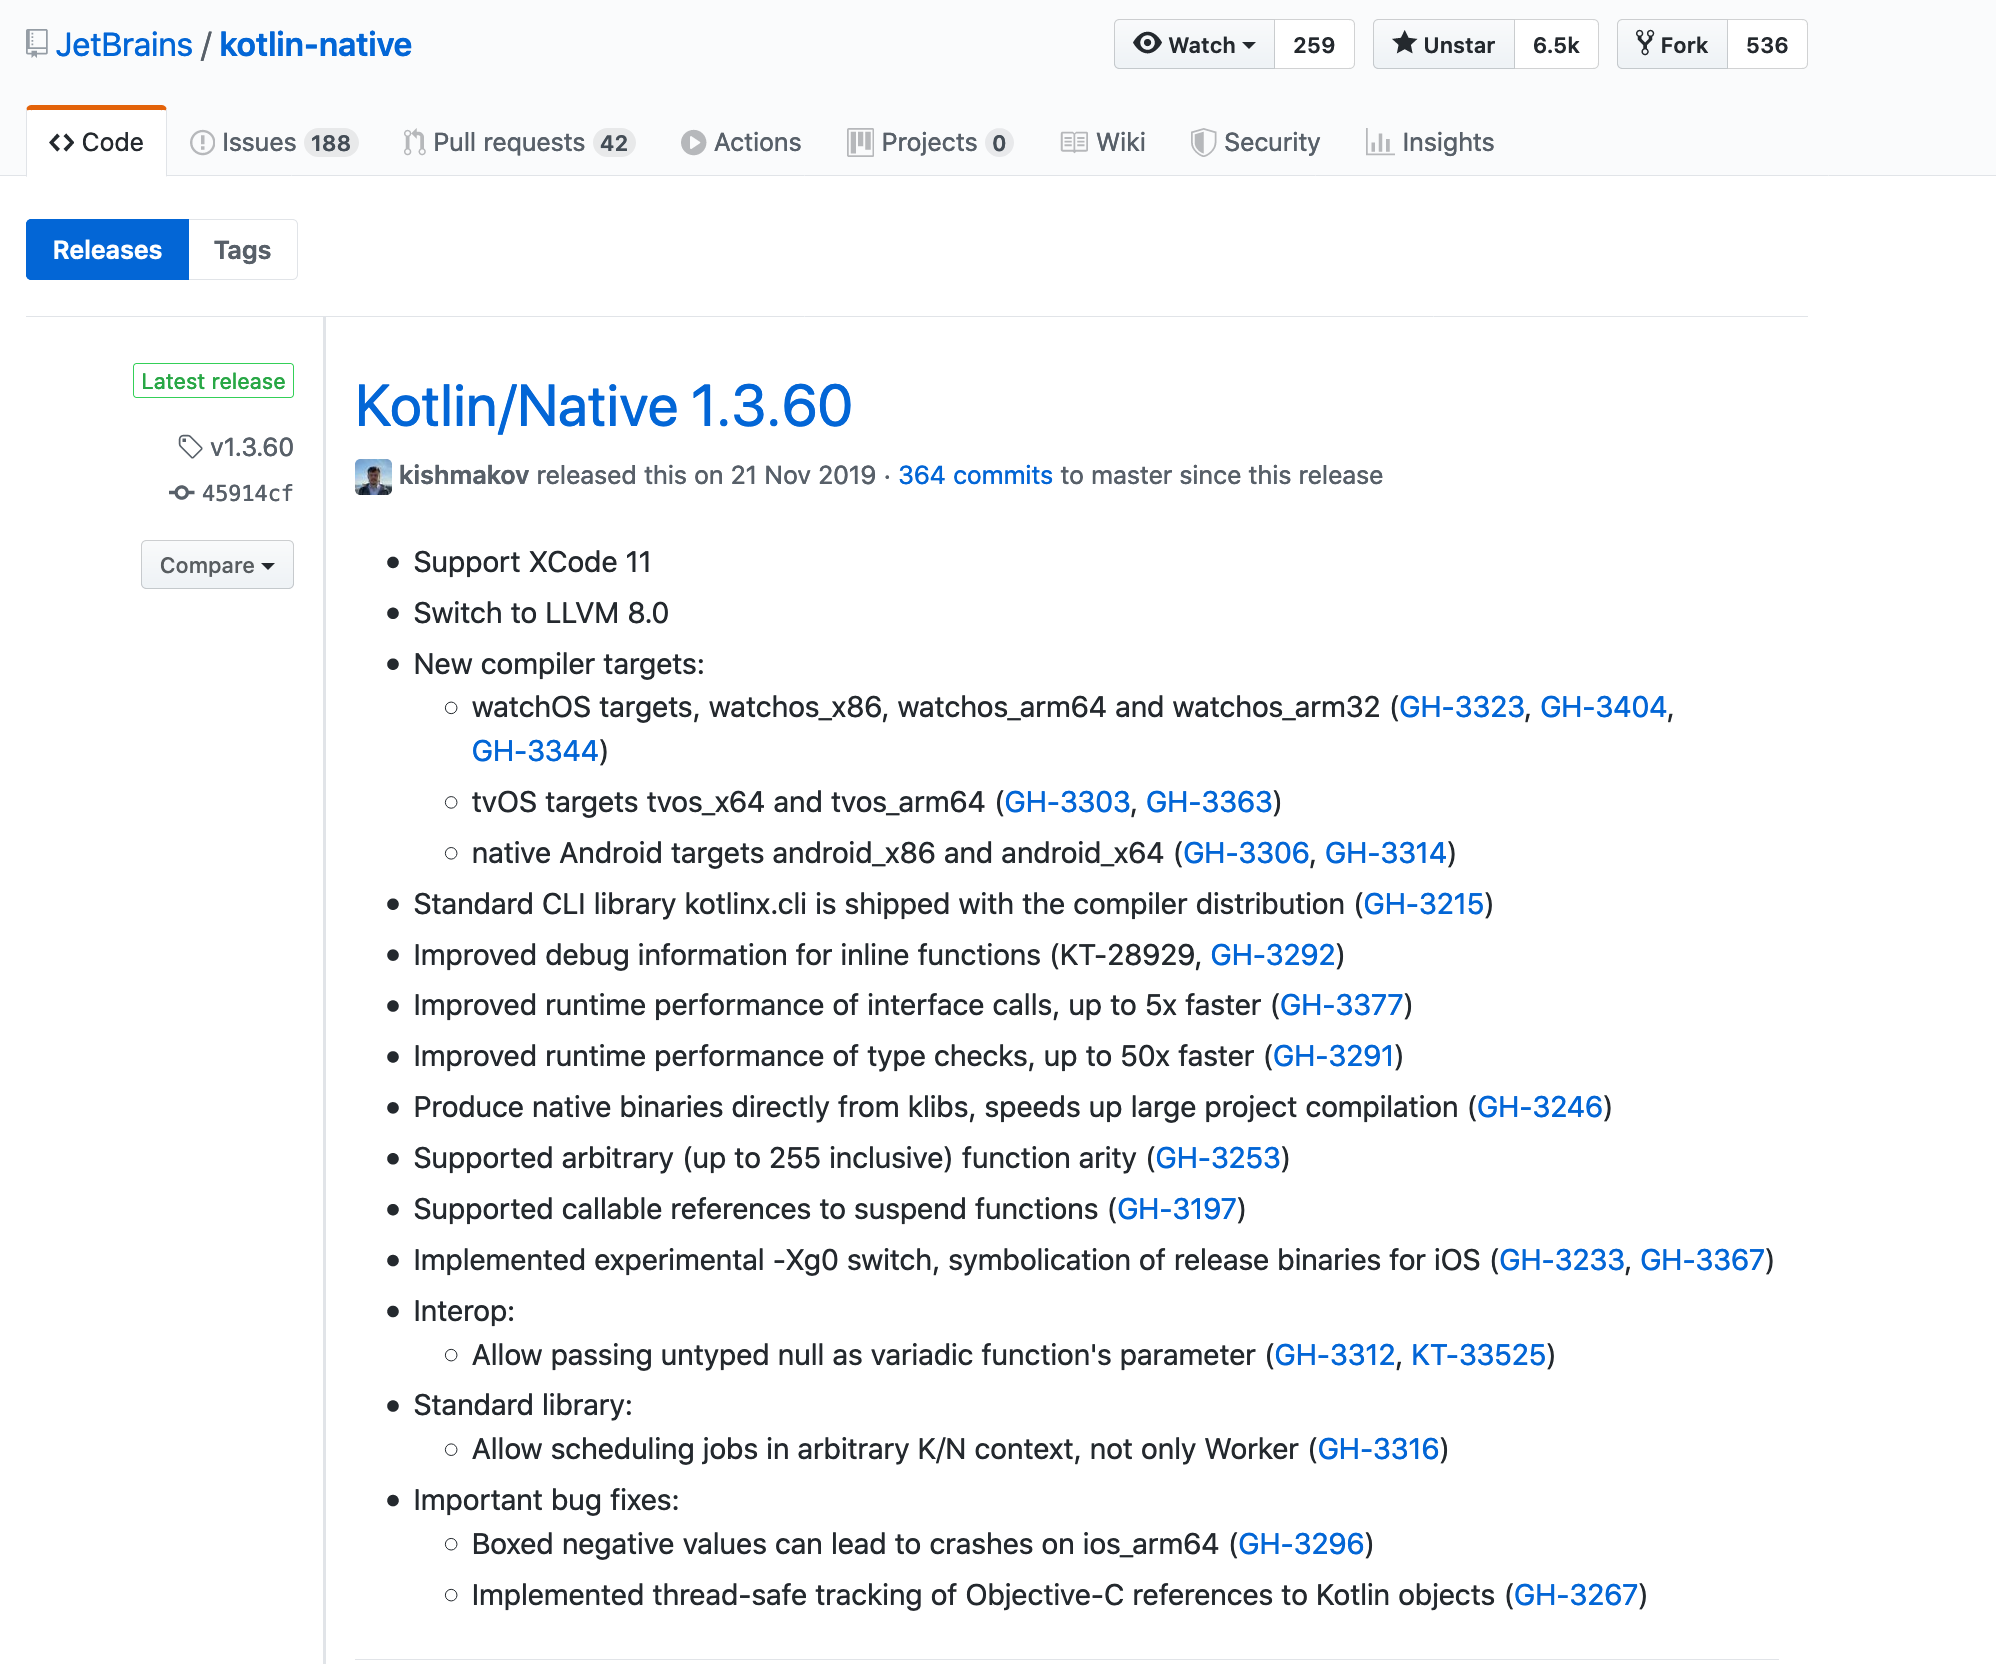 JetBrains / kotlin-native
Watch 259 Unstar 6.5k Fork 536
Code Issues 188 Pull requests 42 Actions Projects 0 Wiki Security Insights
Releases Tags
Latest release
v1.3.60
45914cf
Compare
Kotlin/Native 1.3.60
kishmakov released this on 21 Nov 2019 · 364 commits to master since this release
• Support XCode 11
• Switch to LLVM 8.0
• New compiler targets:
◦ watchOS targets, watchos_x86, watchos_arm64 and watchos_arm32 (GH-3323, GH-3404,
GH-3344)
◦ tvOS targets tvos_x64 and tvos_arm64 (GH-3303, GH-3363)
◦ native Android targets android_x86 and android_x64 (GH-3306, GH-3314)
• Standard CLI library kotlinx.cli is shipped with the compiler distribution (GH-3215)
• Improved debug information for inline functions (KT-28929, GH-3292)
• Improved runtime performance of interface calls, up to 5x faster (GH-3377)
• Improved runtime performance of type checks, up to 50x faster (GH-3291)
• Produce native binaries directly from klibs, speeds up large project compilation (GH-3246)
• Supported arbitrary (up to 255 inclusive) function arity (GH-3253)
• Supported callable references to suspend functions (GH-3197)
• Implemented experimental -Xg0 switch, symbolication of release binaries for iOS (GH-3233, GH-3367)
• Interop:
◦ Allow passing untyped null as variadic function's parameter (GH-3312, KT-33525)
• Standard library:
◦ Allow scheduling jobs in arbitrary K/N context, not only Worker (GH-3316)
• Important bug fixes:
◦ Boxed negative values can lead to crashes on ios_arm64 (GH-3296)
◦ Implemented thread-safe tracking of Objective-C references to Kotlin objects (GH-3267)